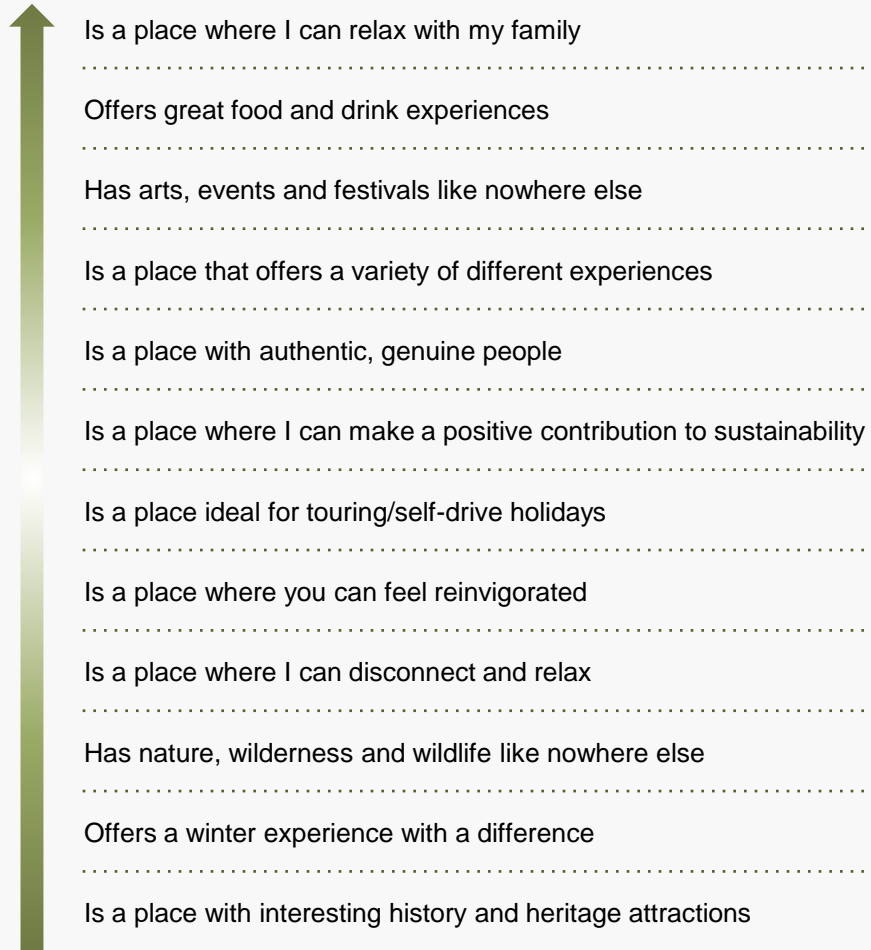 Is a place where I can relax with my family
Offers great food and drink experiences
Has arts, events and festivals like nowhere else
Is a place that offers a variety of different experiences
Is a place with authentic, genuine people
Is a place where I can make a positive contribution to sustainability
Is a place ideal for touring/self-drive holidays
Is a place where you can feel reinvigorated
Is a place where I can disconnect and relax
Has nature, wilderness and wildlife like nowhere else
Offers a winter experience with a difference
Is a place with interesting history and heritage attractions